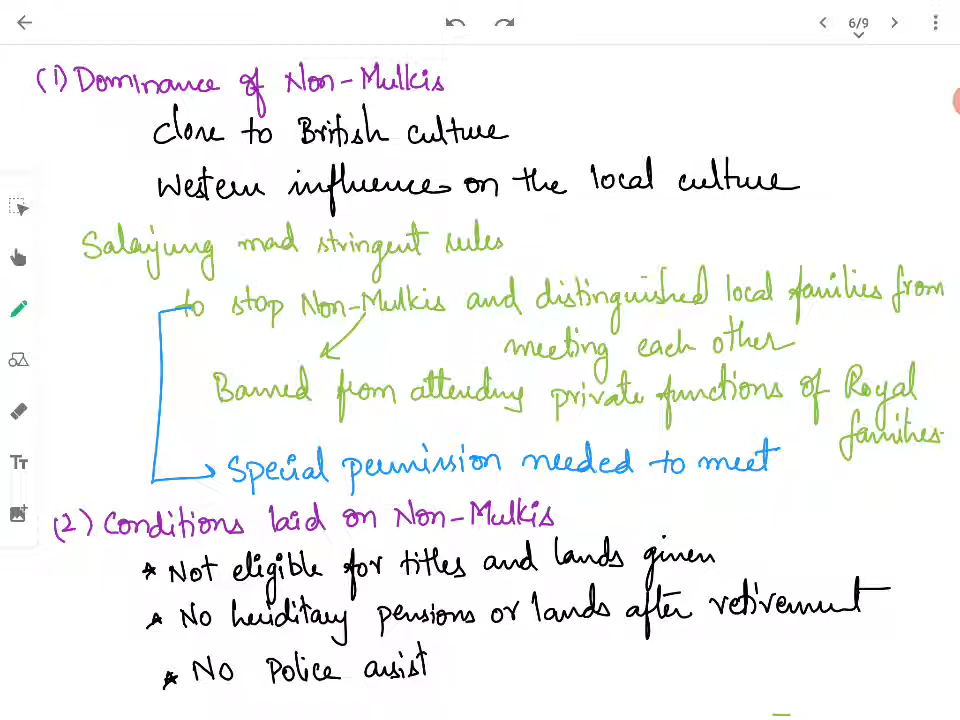 6/9
(1) Dominance of Non-Mulkis
close to British culture
Western influence on the local culture
Salarjung mad stringent rules
to stop Non-Mulkis and distinguished local families from
meeting each other
Banned from attending private functions of Royal
families.
Special permission needed to meet
(2) Conditions laid on Non-Mulkis
* Not eligible for titles and lands given
* No heriditary pensions or lands after retirement
* No Police assist
TT